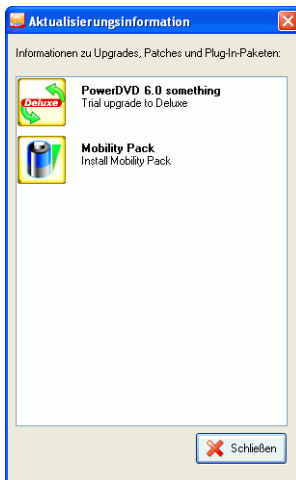 Aktualisierungsinformation
Informationen zu Upgrades, Patches und Plug-In-Paketen:
Deluxe
PowerDVD 6.0 something
Trial upgrade to Deluxe
Mobility Pack
Install Mobility Pack
Schließen